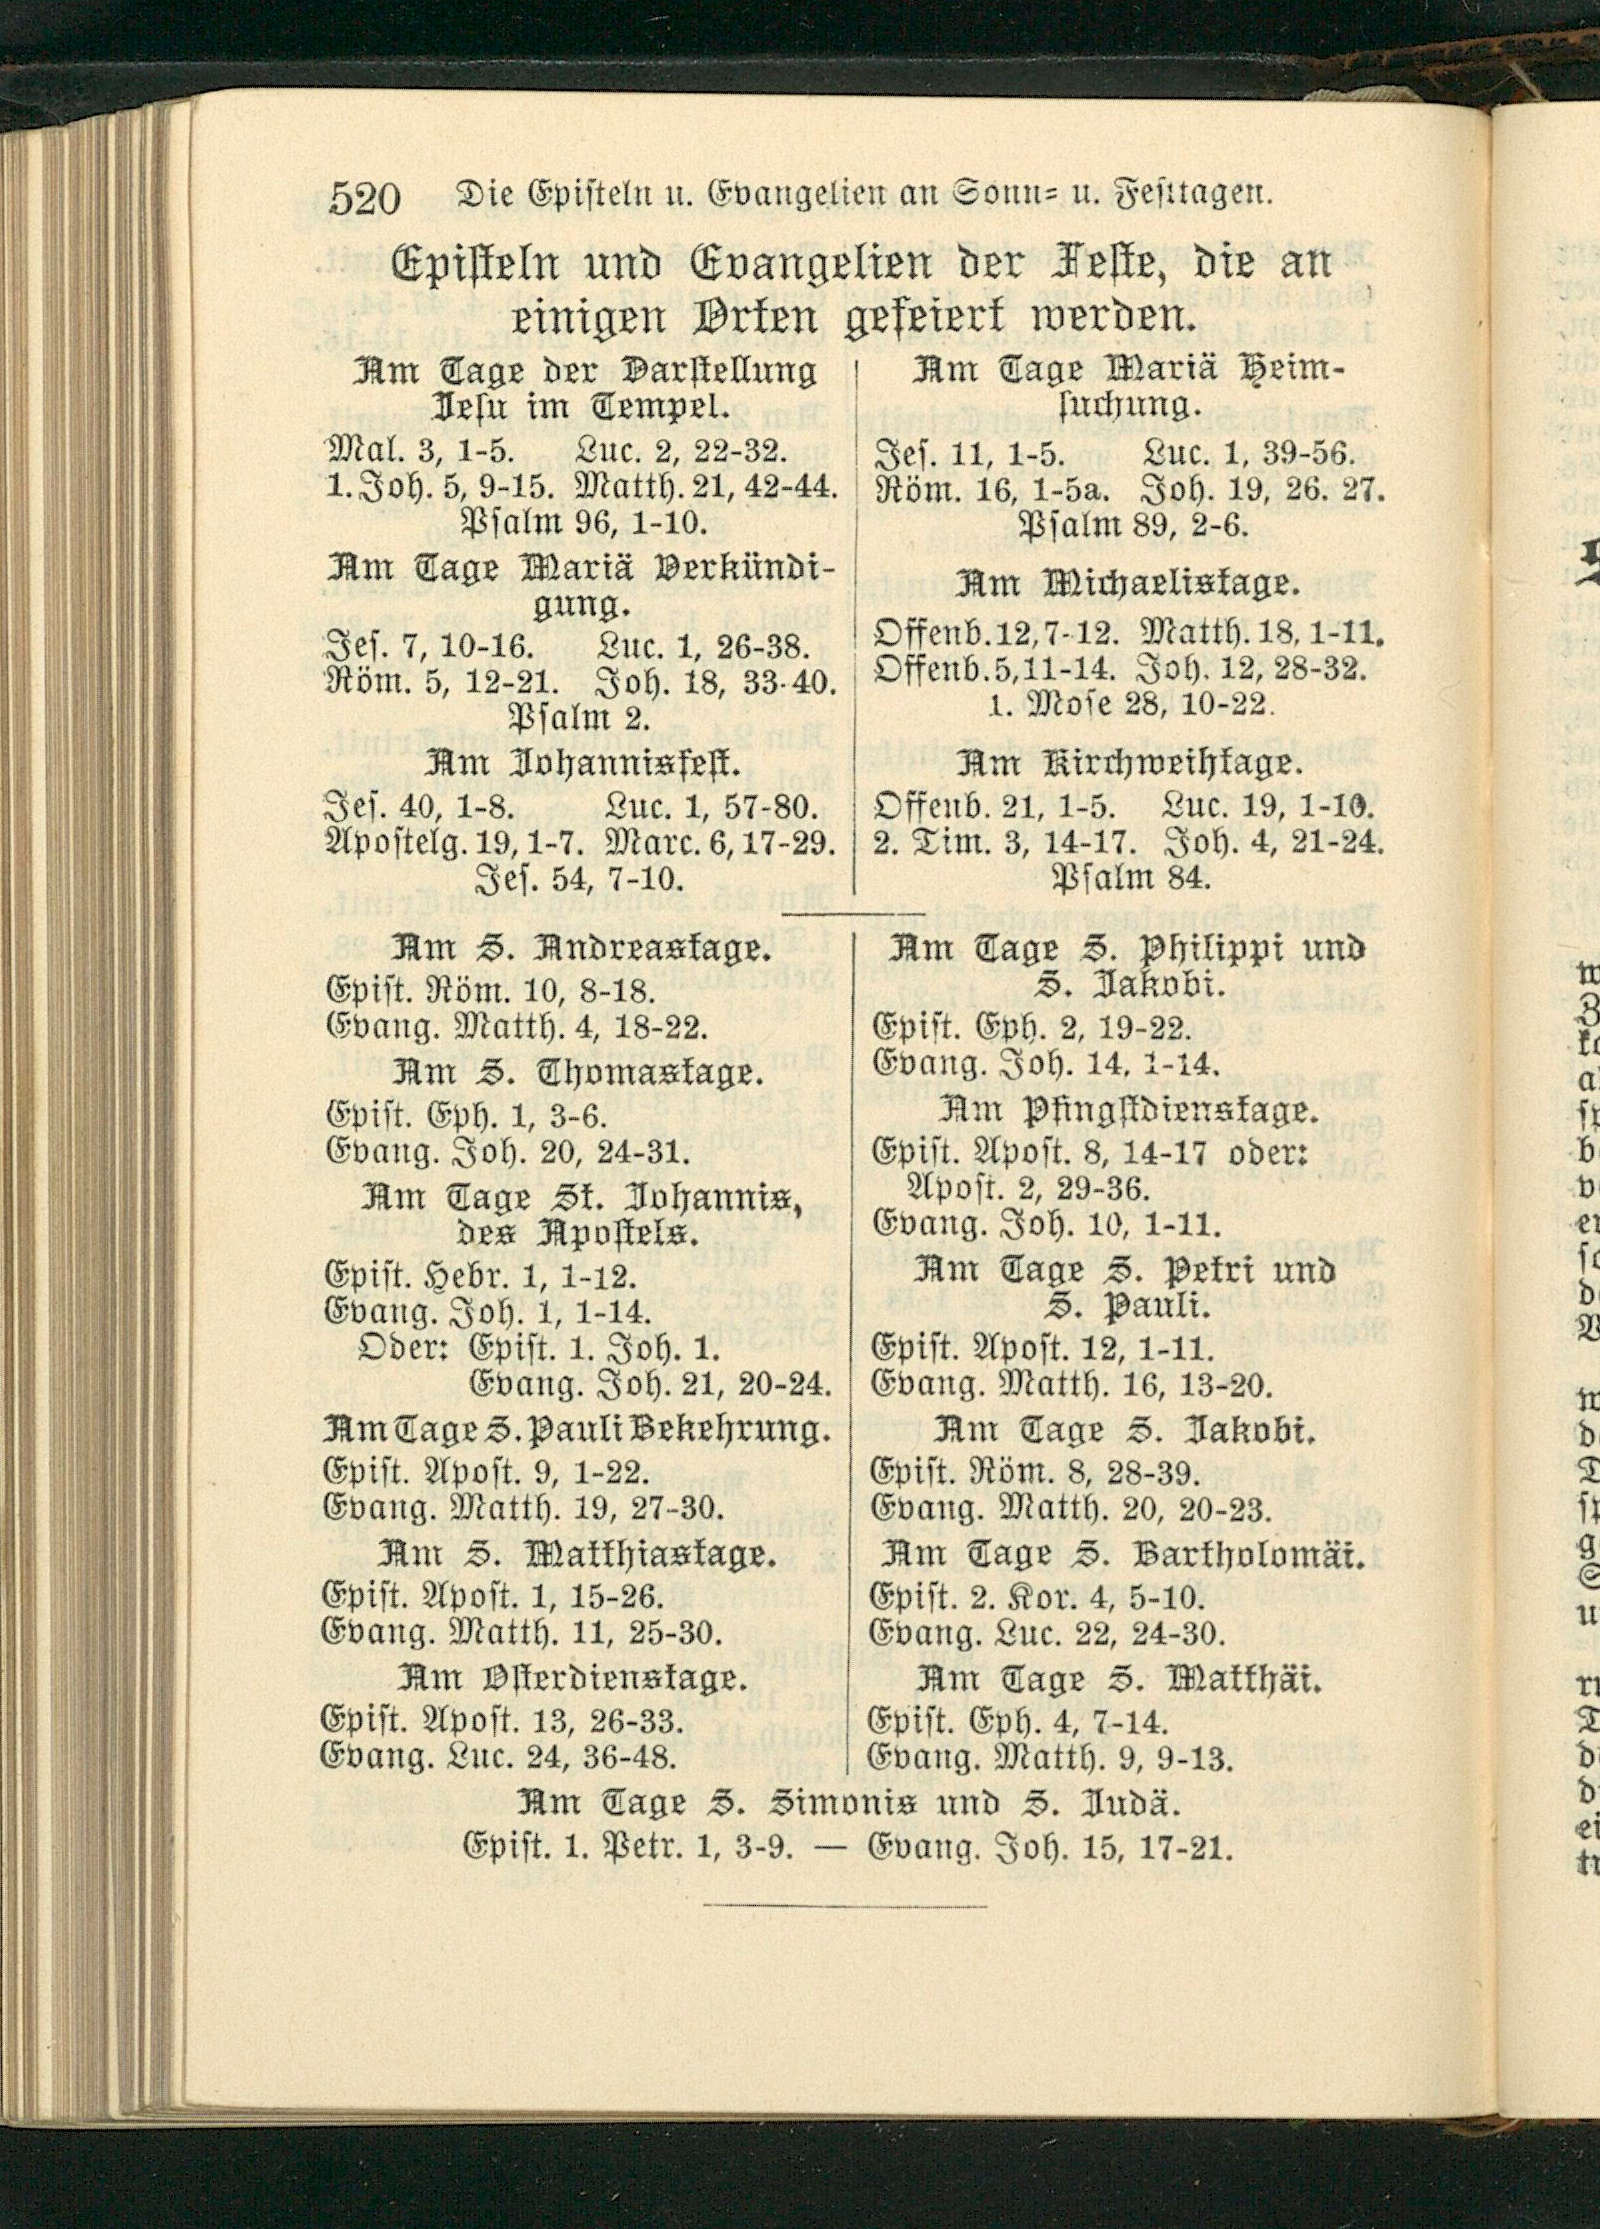 520 Die Episteln u. Evangelien an Sonn= u. Festtagen.
Episteln und Evangelien der Feste, die an
einigen Orten gefeiert werden.
Am Tage der Darstellung
Jesu im Tempel.
Mal. 3, 1-5. Luc. 2, 22-32.
1. Joh. 5, 9-15. Matth. 21, 42-44.
Psalm 96, 1-10.
Am Tage Mariä Verkündi-
gung.
Jes. 7, 10-16. Luc. 1, 26-38.
Röm. 5, 12-21. Joh. 18, 33-40.
Psalm 2.
Am Johannisfest.
Jes. 40, 1-8. Luc. 1, 57-80.
Apostelg. 19, 1-7. Marc. 6, 17-29.
Jes. 54, 7-10.
Am Tage Mariä Heim-
suchung.
Jes. 11, 1-5. Luc. 1, 39-56.
Röm. 16, 1-5a. Joh. 19, 26. 27.
Psalm 89, 2-6.
Am Michaelistage.
Offenb. 12, 7-12. Matth. 18, 1-11.
Offenb. 5, 11-14. Joh. 12, 28-32.
1. Mose 28, 10-22.
Am Kirchweihtage.
Offenb. 21, 1-5. Luc. 19, 1-10.
2. Tim. 3, 14-17. Joh. 4, 21-24.
Psalm 84.
Am S. Andreastage.
Epist. Röm. 10, 8-18.
Evang. Matth. 4, 18-22.
Am S. Thomastage.
Epist. Eph. 1, 3-6.
Evang. Joh. 20, 24-31.
Am Tage St. Johannis,
des Apostels.
Epist. Hebr. 1, 1-12.
Evang. Joh. 1, 1-14.
Oder: Epist. 1. Joh. 1.
Evang. Joh. 21, 20-24.
Am Tage S. Pauli Bekehrung.
Epist. Apost. 9, 1-22.
Evang. Matth. 19, 27-30.
Am S. Matthiastage.
Epist. Apost. 1, 15-26.
Evang. Matth. 11, 25-30.
Am Osterdienstage.
Epist. Apost. 13, 26-33.
Evang. Luc. 24, 36-48.
Am Tage S. Philippi und
S. Jakobi.
Epist. Eph. 2, 19-22.
Evang. Joh. 14, 1-14.
Am Pfingstdienstage.
Epist. Apost. 8, 14-17 oder:
Apost. 2, 29-36.
Evang. Joh. 10, 1-11.
Am Tage S. Petri und
S. Pauli.
Epist. Apost. 12, 1-11.
Evang. Matth. 16, 13-20.
Am Tage S. Jakobi.
Epist. Röm. 8, 28-39.
Evang. Matth. 20, 20-23.
Am Tage S. Bartholomäi.
Epist. 2. Kor. 4, 5-10.
Evang. Luc. 22, 24-30.
Am Tage S. Matthäi.
Epist. Eph. 4, 7-14.
Evang. Matth. 9, 9-13.
Am Tage S. Simonis und S. Judä.
Epist. 1. Petr. 1, 3-9. — Evang. Joh. 15, 17-21.